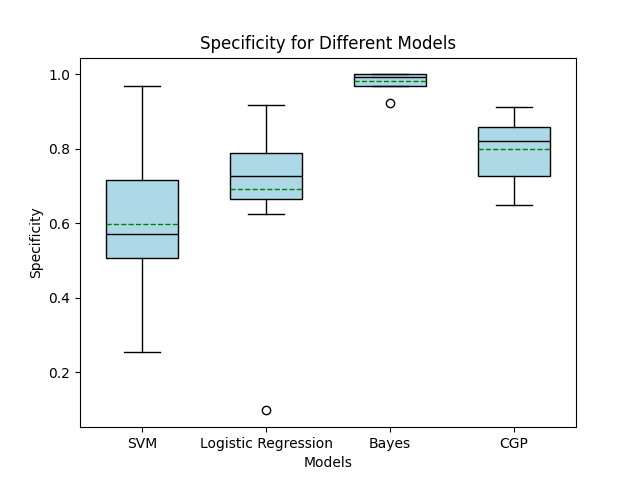 Specificity for Different Models
1.0
0.8
0.6
0.4
0.2
Specificity
SVM
Logistic Regression
Bayes
CGP
Models